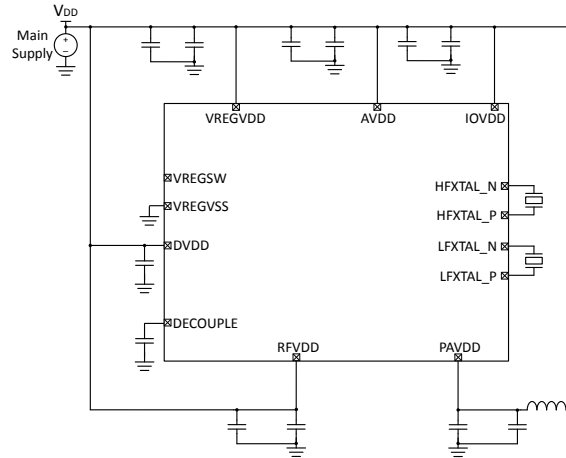 VDD
Main
Supply
+
–
VREGVDD
AVDD
IOVDD
VREGSW
HFXTAL_N
VREGVSS
HFXTAL_P
DVDD
LFXTAL_N
LFXTAL_P
DECOUPLE
RFVDD
PAVDD